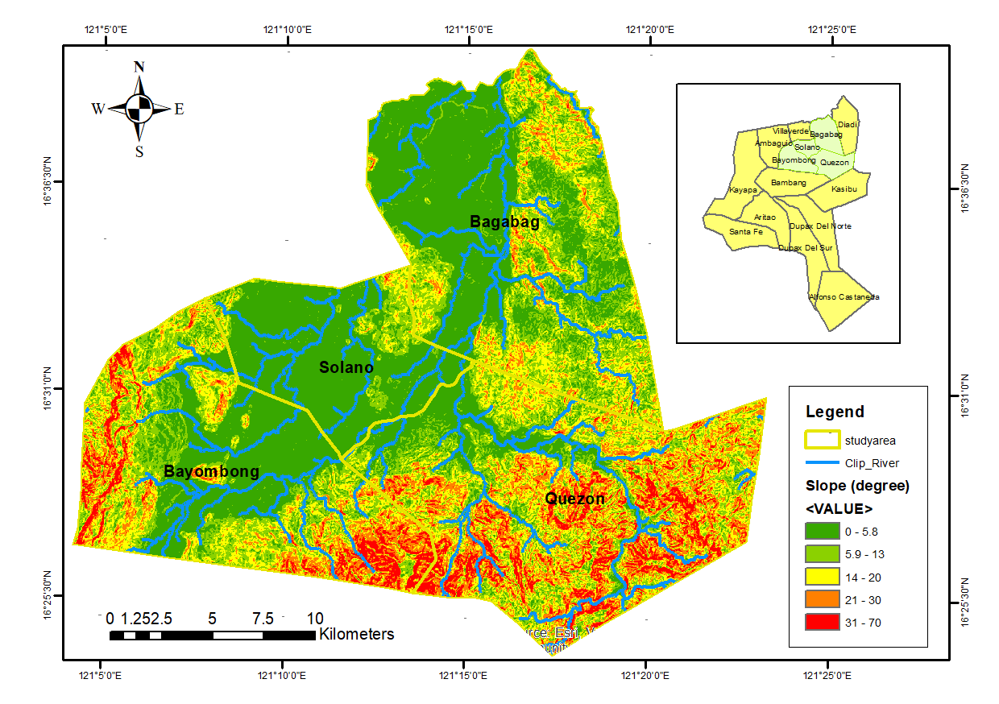 121°5'0"E 121°10'0"E 121°15'0"E 121°20'0"E 121°25'0"E
N
W E
S
16°36'30"N
16°31'0"N
16°25'30"N
16°36'30"N
16°31'0"N
16°25'30"N
Bagabag
Solano
Bayombong
Quezon
Diadi
Villaverde
Bagabag
Ambaguio
Solano
Bayombong
Quezon
Bambang
Kayapa
Kasibu
Aritao
Dupax Del Norte
Santa Fe
Dupax Del Sur
Alfonso Castaneda
Legend
studyarea
Clip_River
Slope (degree)
<VALUE>
0 - 5.8
5.9 - 13
14 - 20
21 - 30
31 - 70
0 1.25 2.5 5 7.5 10
Kilometers
Esri,
121°5'0"E 121°10'0"E 121°15'0"E 121°20'0"E 121°25'0"E